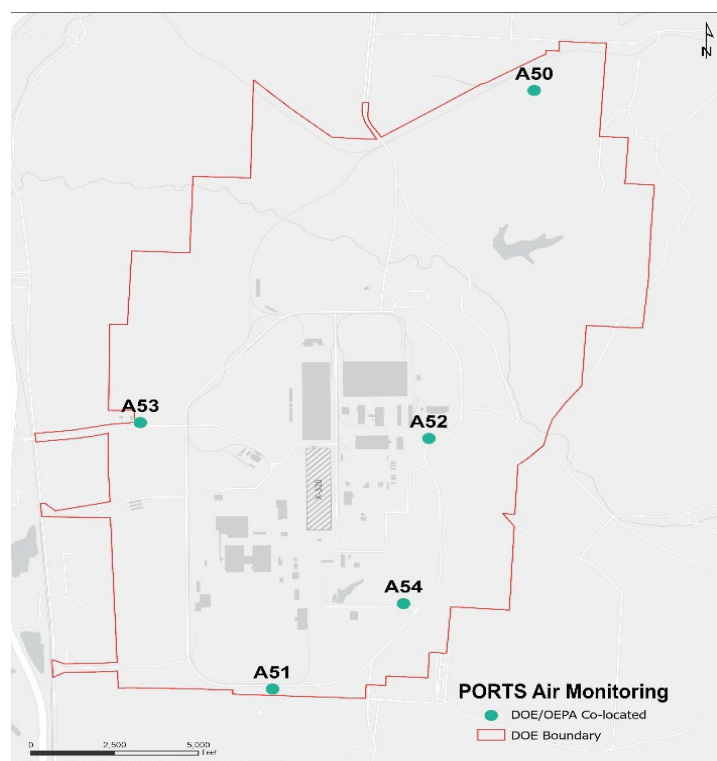 N
A50
A53
A52
X-326
A54
A51
PORTS Air Monitoring
DOE/OEPA Co-located
DOE Boundary
0 2,500 5,000
Feet